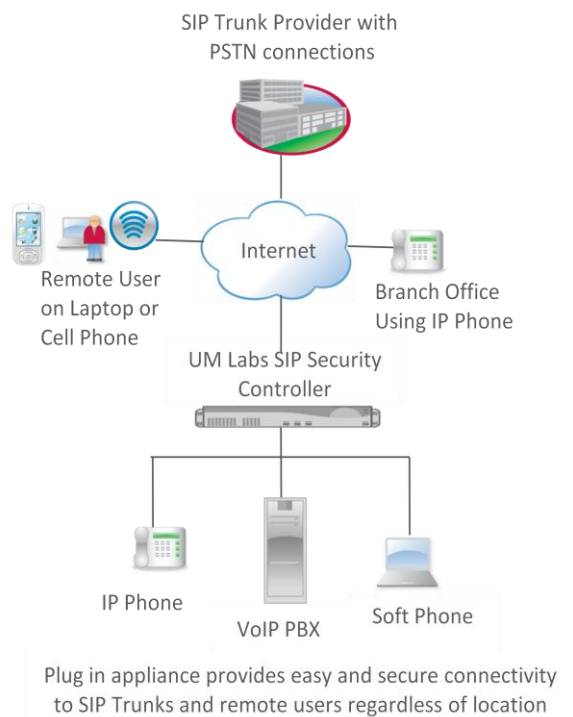 SIP Trunk Provider with
PSTN connections
Internet
Remote User
on Laptop or
Cell Phone
Branch Office
Using IP Phone
UM Labs SIP Security
Controller
IP Phone
VoIP PBX
Soft Phone
Plug in appliance provides easy and secure connectivity
to SIP Trunks and remote users regardless of location